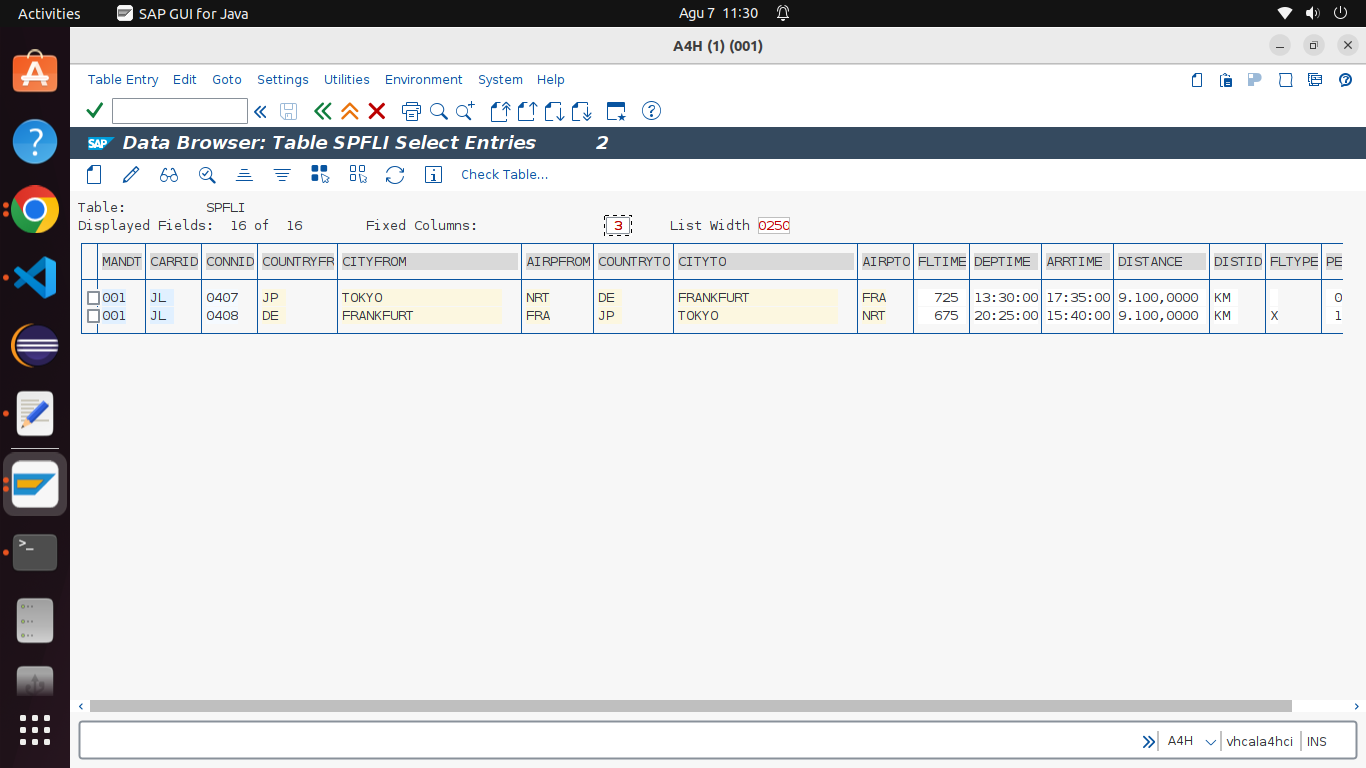 Activities SAP GUI for Java Agu 7 11:30
A4H (1) (001)
Table Entry Edit Goto Settings Utilities Environment System Help
SAP Data Browser: Table SPFLI Select Entries 2
Check Table...
Table: SPFLI
Displayed Fields: 16 of 16 Fixed Columns: 3 List Width 0250
MANDT CARRID CONNID COUNTRYFR CITYFROM AIRPFROM COUNTRYTO CITYTO AIRPTO FLTIME DEPTIME ARRTIME DISTANCE DISTID FLTYPE PE
001 JL 0407 JP TOKYO NRT DE FRANKFURT FRA 725 13:30:00 17:35:00 9.100,0000 KM 0
001 JL 0408 DE FRANKFURT FRA JP TOKYO NRT 675 20:25:00 15:40:00 9.100,0000 KM X 1
A4H vhcala4hci INS